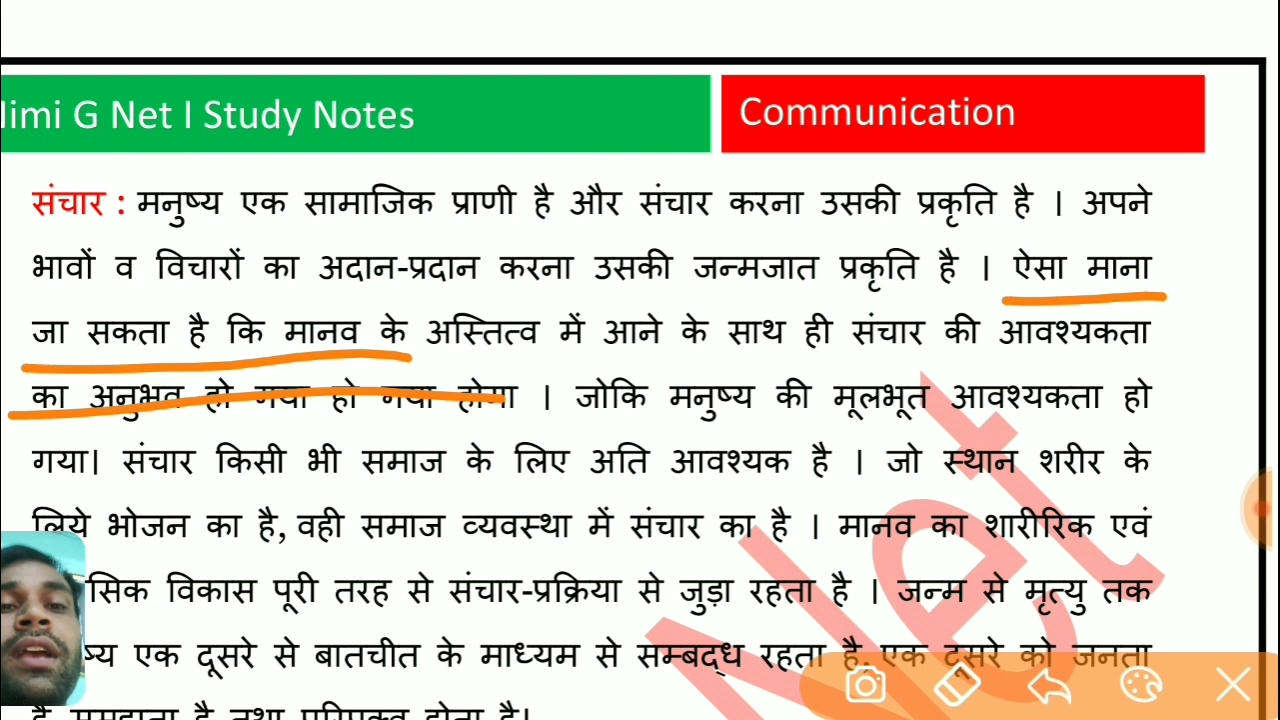 G Net I Study Notes
Communication
संचार : मनुष्य एक सामाजिक प्राणी है और संचार करना उसकी प्रकृति है । अपने
भावों व विचारों का अदान-प्रदान करना उसकी जन्मजात प्रकृति है । ऐसा माना
जा सकता है कि मानव के अस्तित्व में आने के साथ ही संचार की आवश्यकता
का अनुभव हो गया हो गया होगा । जोकि मनुष्य की मूलभूत आवश्यकता हो
गया। संचार किसी भी समाज के लिए अति आवश्यक है । जो स्थान शरीर के
लिये भोजन का है, वही समाज व्यवस्था में संचार का है । मानव का शारीरिक एवं
विकास पूरी तरह से संचार-प्रक्रिया से जुड़ा रहता है । जन्म से मृत्यु तक
एक दूसरे से बातचीत के माध्यम से सम्बद्ध रहता है, एक दूसरे को जनता
है तथा होता है।
Net